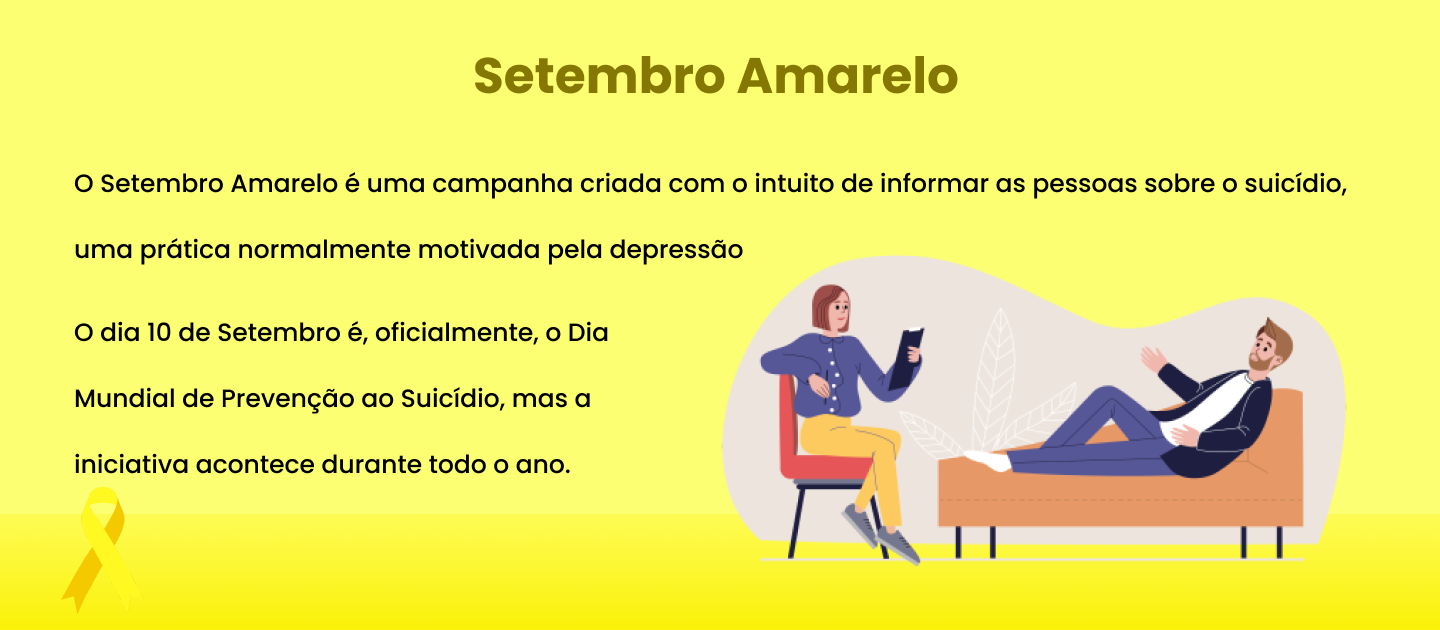 Setembro Amarelo
O Setembro Amarelo é uma campanha criada com o intuito de informar as pessoas sobre o suicídio,
uma prática normalmente motivada pela depressão
O dia 10 de Setembro é, oficialmente, o Dia
Mundial de Prevenção ao Suicídio, mas a
iniciativa acontece durante todo o ano.